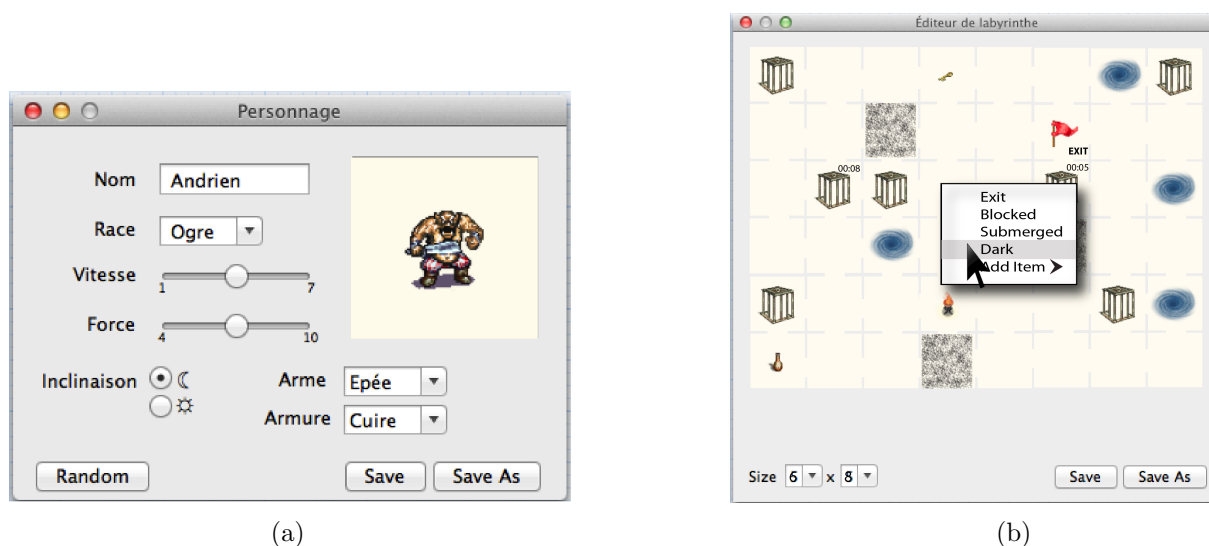 Personnage
Nom Andrien
Race Ogre
Vitesse
1 7
Force
4 10
Inclinaison
Arme Epée
Armure Cuire
Random Save Save As
(a)
Éditeur de labyrinthe
EXIT
00:08 00:05
Exit
Blocked
Submerged
Dark
Add Item
Size 6 x 8 Save Save As
(b)